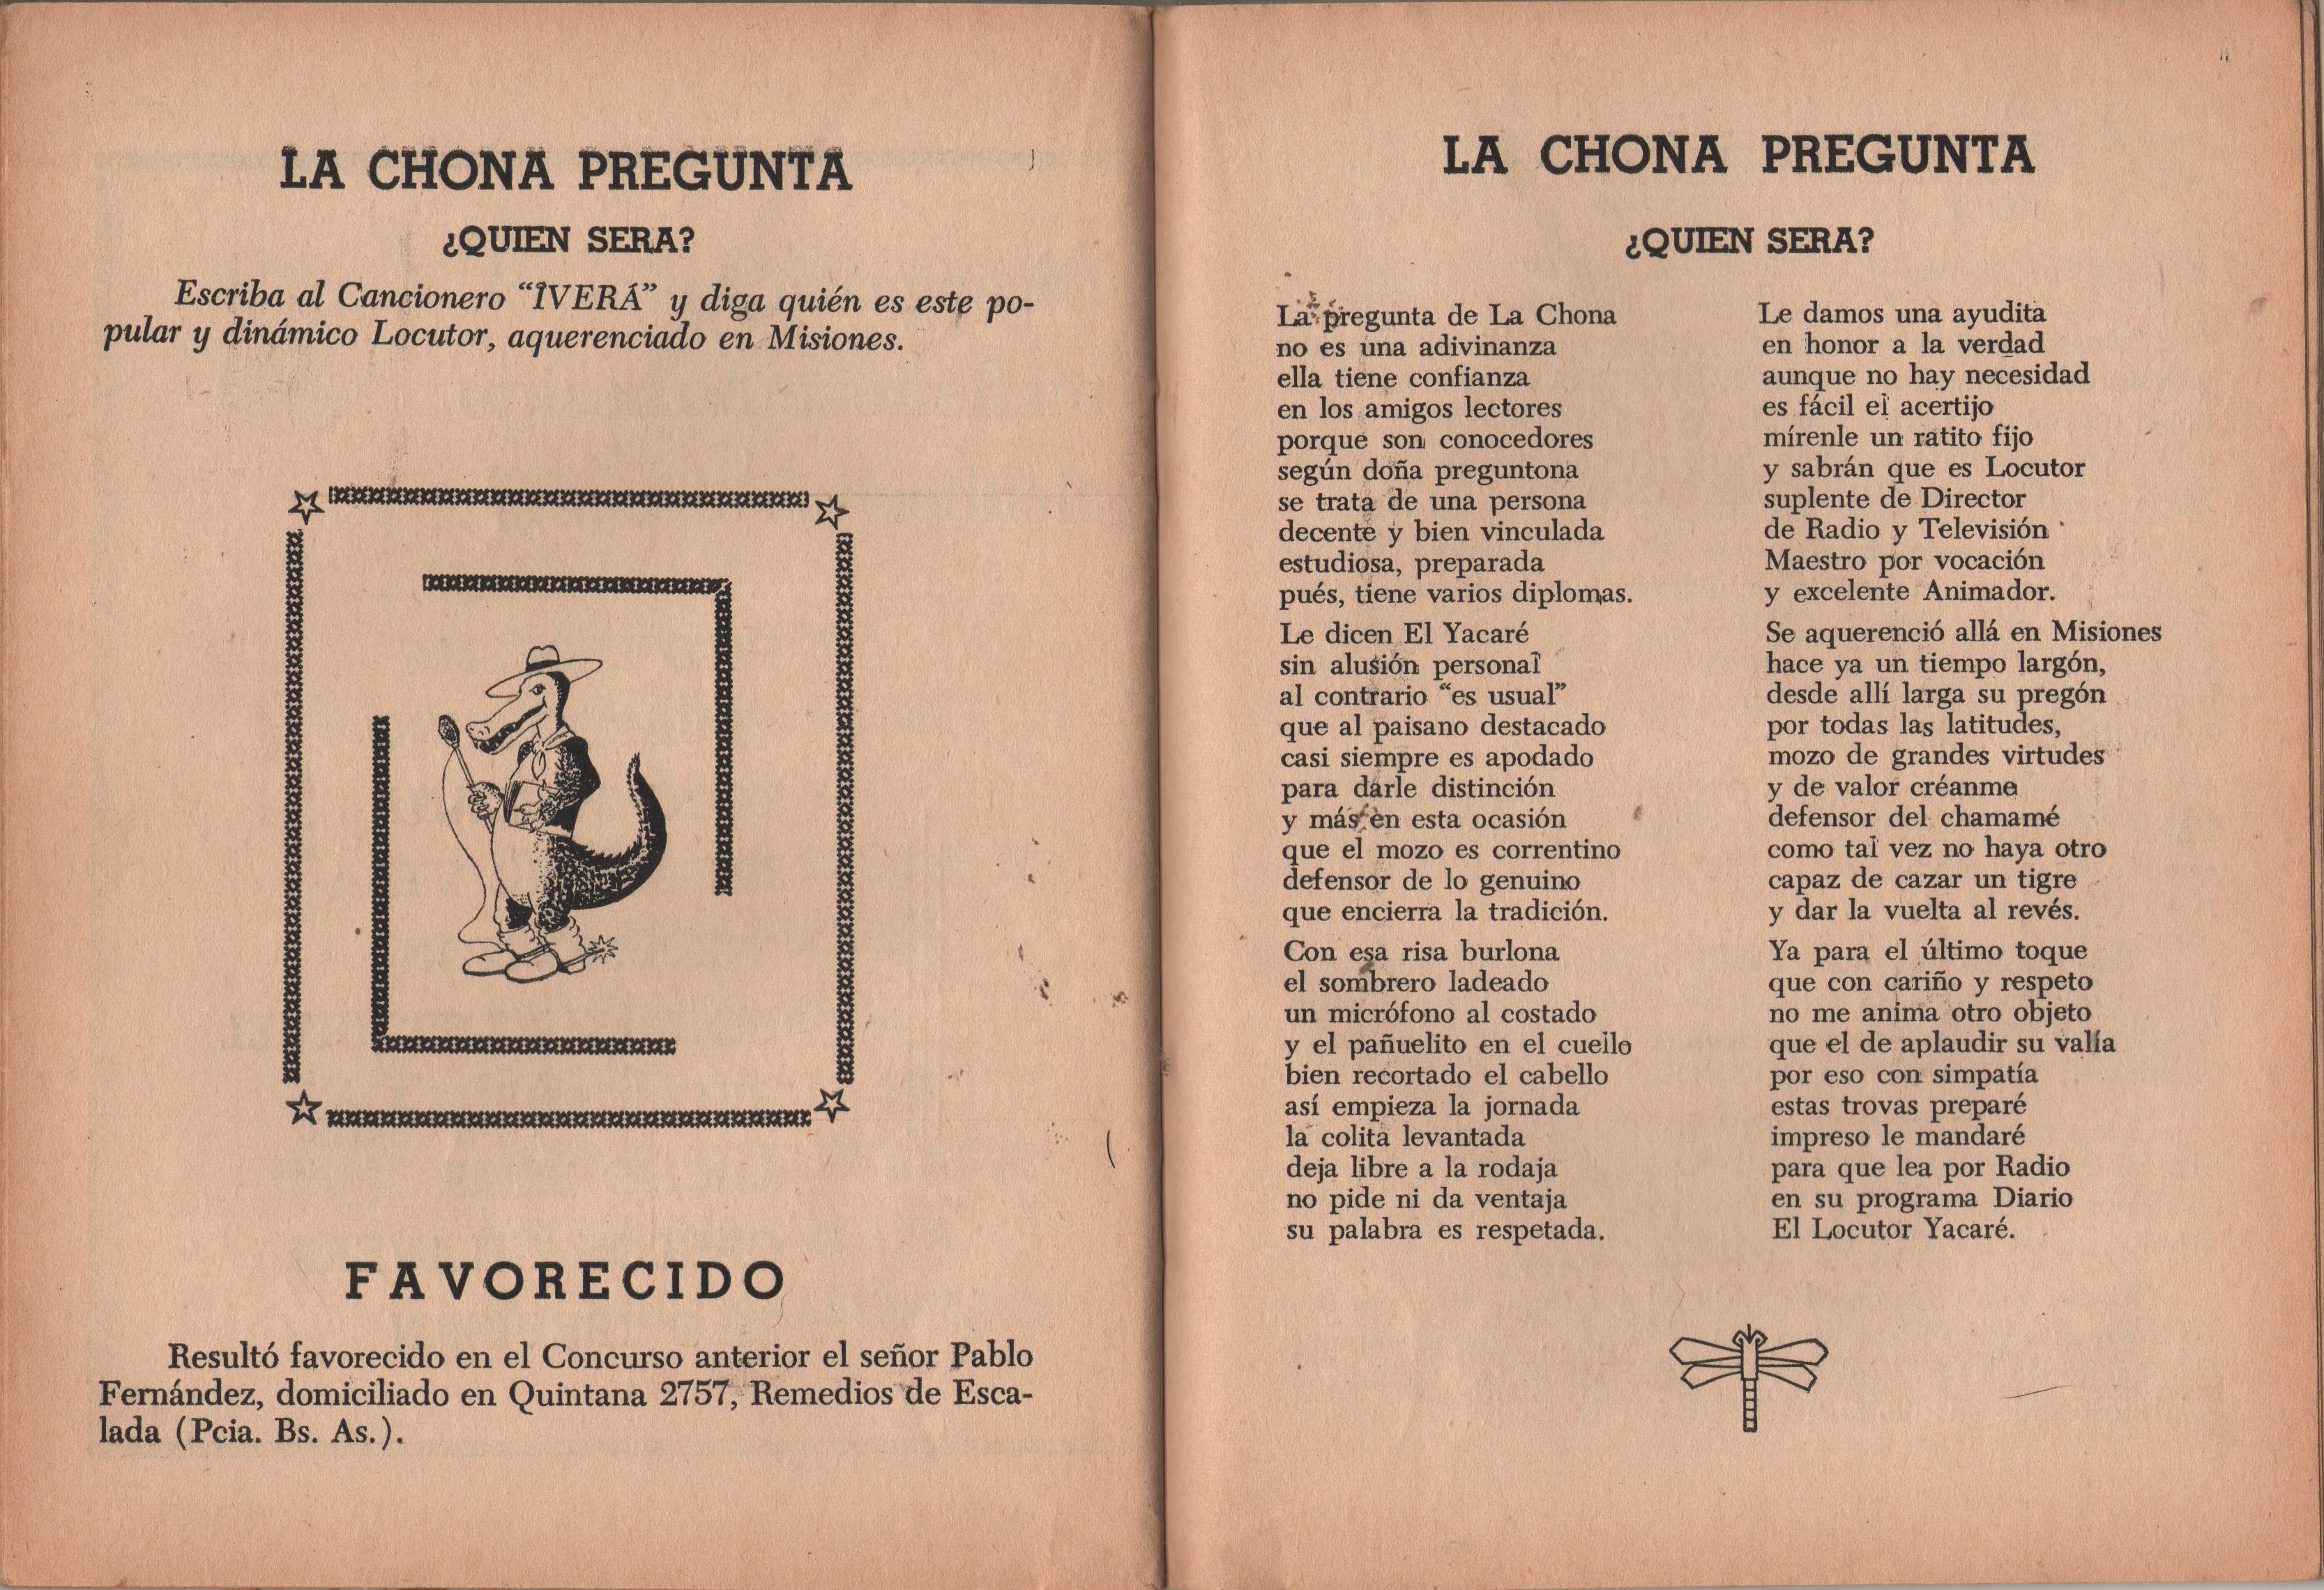 LA CHONA PREGUNTA
¿QUIEN SERA?
Escriba al Cancionero “ÎVERÁ” y diga quién es este po-
pular y dinámico Locutor, aquerenciado en Misiones.
FAVORECIDO
Resultó favorecido en el Concurso anterior el señor Pablo
Fernández, domiciliado en Quintana 2757, Remedios de Esca-
lada (Pcia. Bs. As.).
LA CHONA PREGUNTA
¿QUIEN SERA?
La pregunta de La Chona
no es una adivinanza
ella tiene confianza
en los amigos lectores
porque son conocedores
según doña preguntona
se trata de una persona
decente y bien vinculada
estudiosa, preparada
pués, tiene varios diplomas.
Le dicen El Yacaré
sin alusión personal
al contrario “es usual”
que al paisano destacado
casi siempre es apodado
para darle distinción
y más en esta ocasión
que el mozo es correntino
defensor de lo genuino
que encierra la tradición.
Con esa risa burlona
el sombrero ladeado
un micrófono al costado
y el pañuelito en el cuello
bien recortado el cabello
así empieza la jornada
la colita levantada
deja libre a la rodaja
no pide ni da ventaja
su palabra es respetada.
Le damos una ayudita
en honor a la verdad
aunque no hay necesidad
es fácil el acertijo
mírenle un ratito fijo
y sabrán que es Locutor
suplente de Director
de Radio y Televisión
Maestro por vocación
y excelente Animador.
Se aquerenció allá en Misiones
hace ya un tiempo largón,
desde allí larga su pregón
por todas las latitudes,
mozo de grandes virtudes
y de valor créanme
defensor del chamamé
como tal vez no haya otro
capaz de cazar un tigre
y dar la vuelta al revés.
Ya para el último toque
que con cariño y respeto
no me anima otro objeto
que el de aplaudir su valía
por eso con simpatía
estas trovas preparé
impreso le mandaré
para que lea por Radio
en su programa Diario
El Locutor Yacaré.